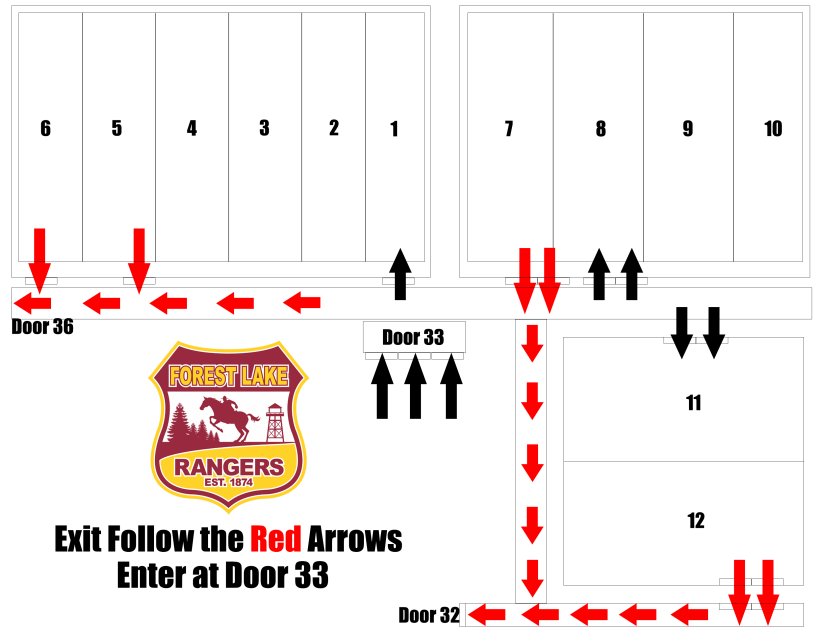 6 5 4 3 2 1 7 8 9 10
Door 36
Door 33
FOREST LAKE
RANGERS
EST. 1874
11
12
Exit Follow the Red Arrows
Enter at Door 33
Door 32